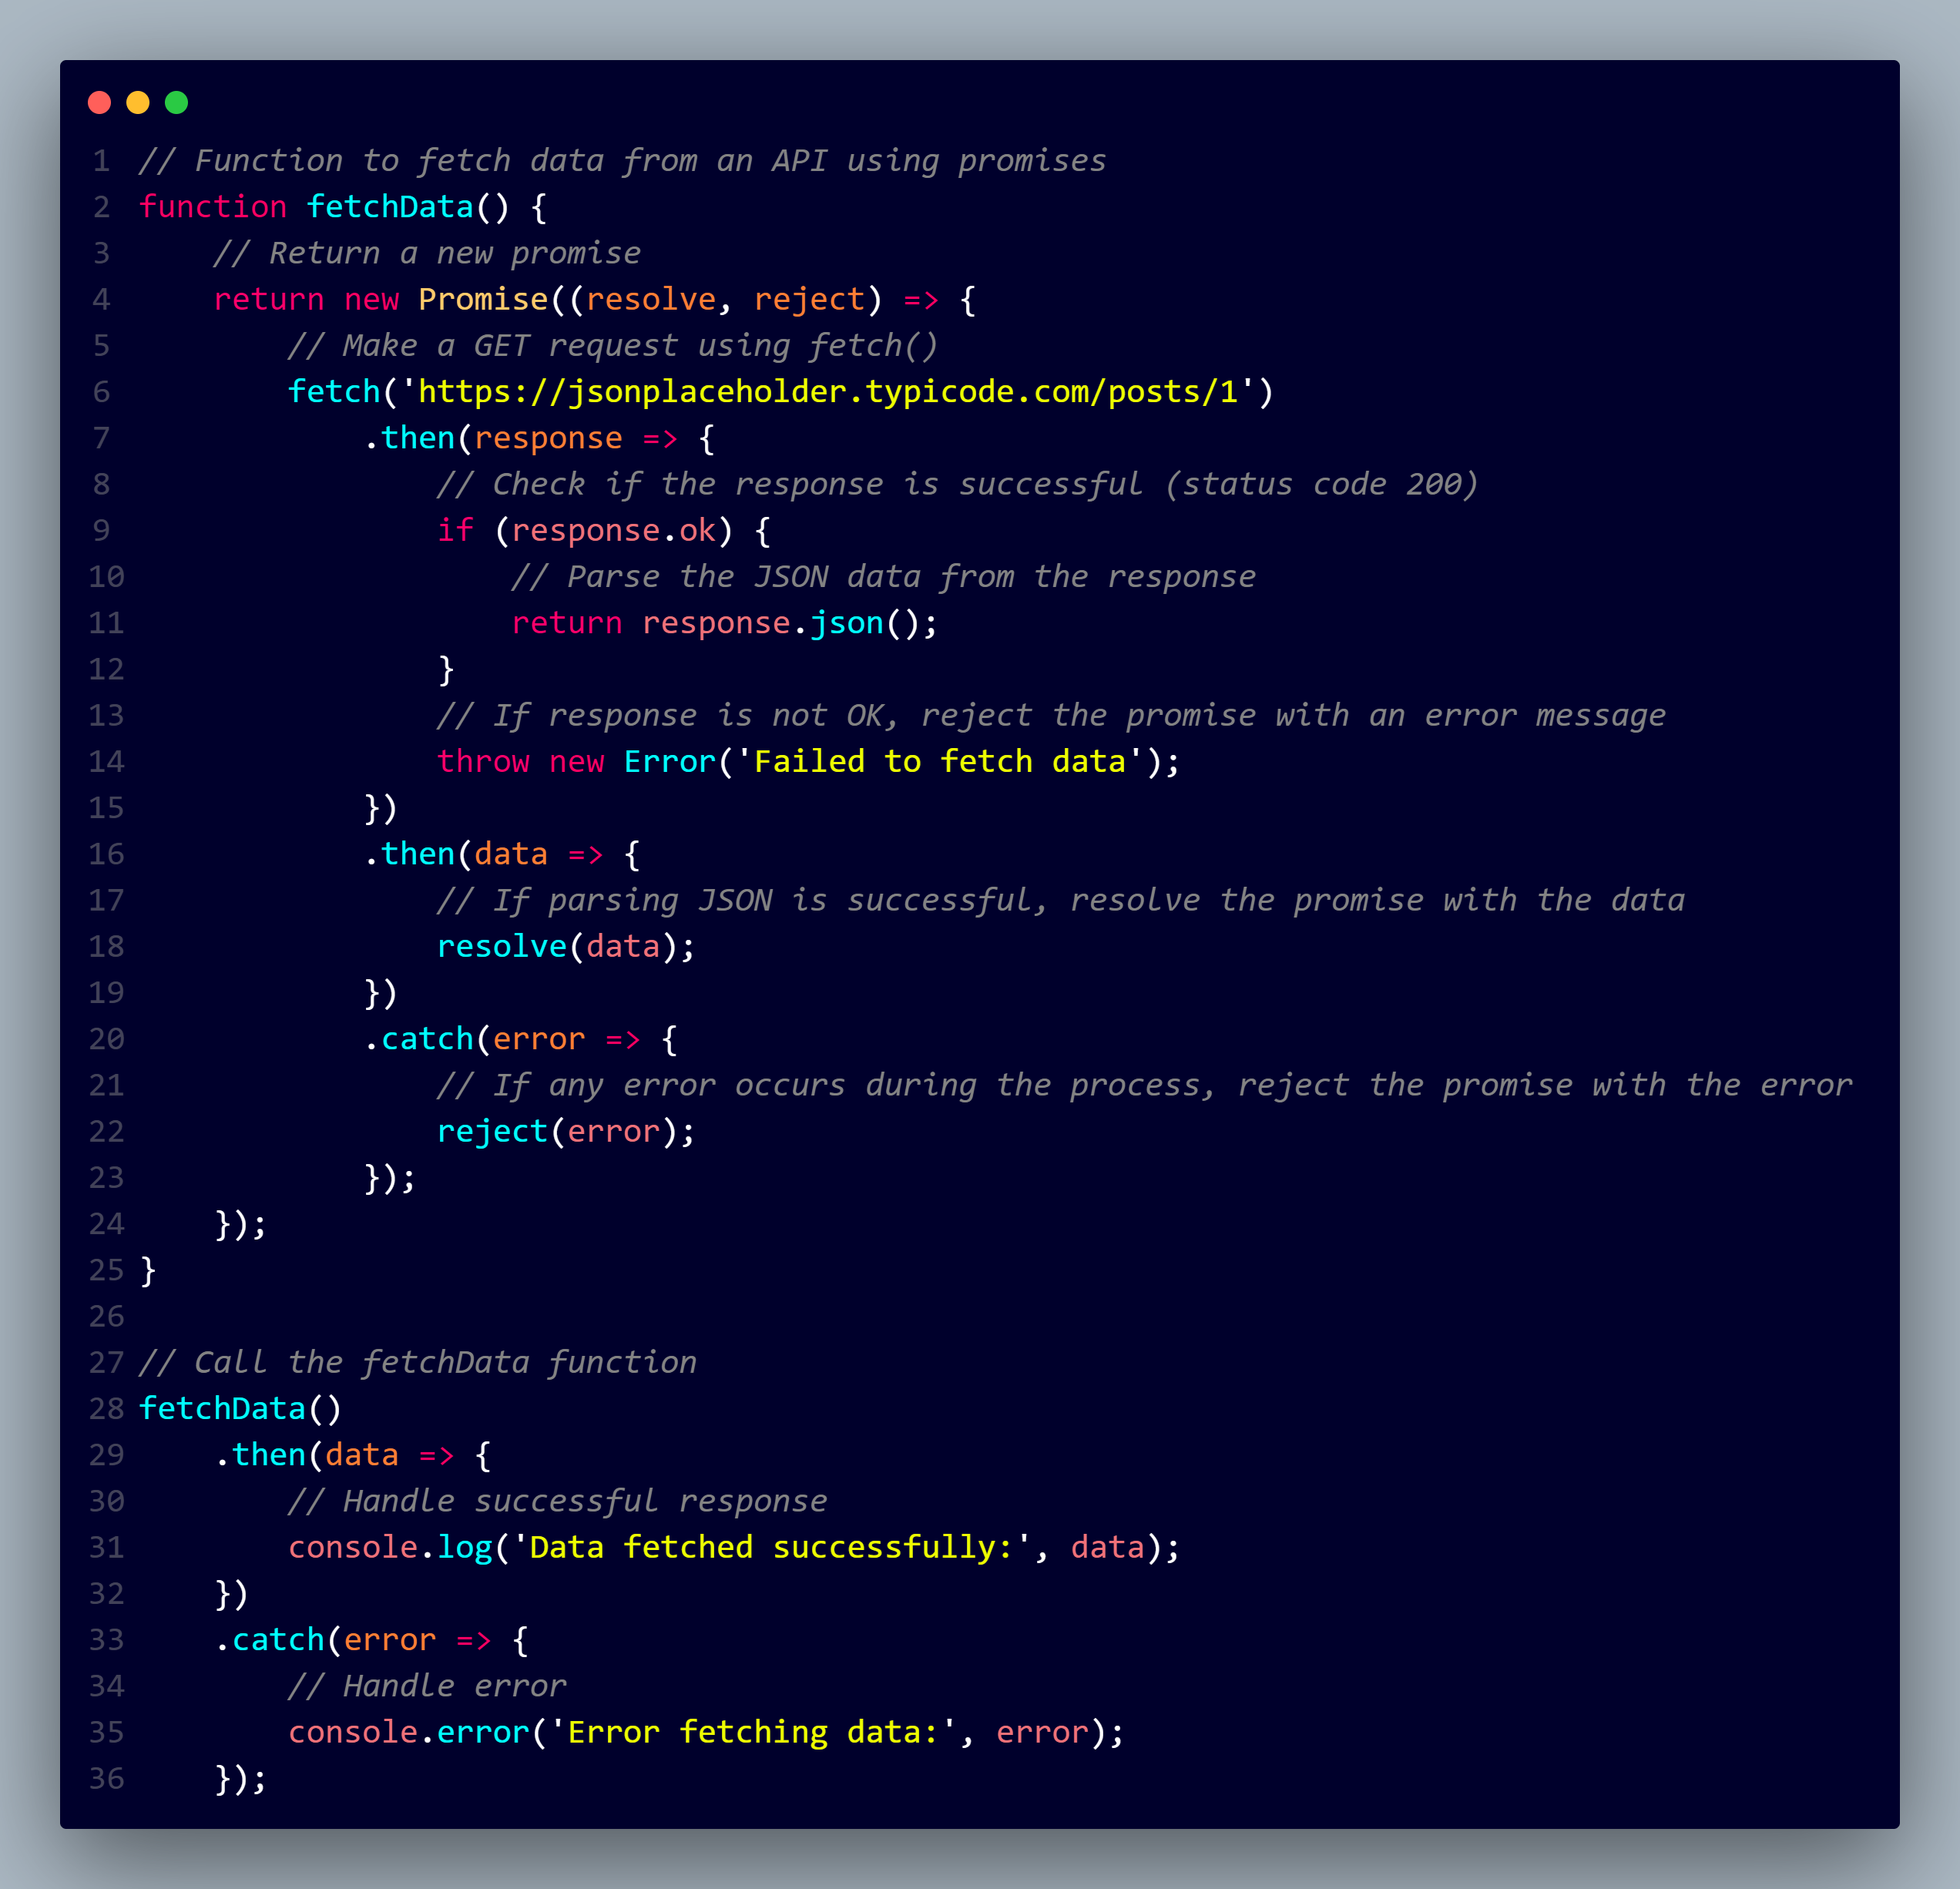 1 // Function to fetch data from an API using promises
2 function fetchData() {
3     // Return a new promise
4     return new Promise((resolve, reject) => {
5         // Make a GET request using fetch()
6         fetch('https://jsonplaceholder.typicode.com/posts/1')
7             .then(response => {
8                 // Check if the response is successful (status code 200)
9                 if (response.ok) {
10                     // Parse the JSON data from the response
11                     return response.json();
12                 }
13                 // If response is not OK, reject the promise with an error message
14                 throw new Error('Failed to fetch data');
15             })
16             .then(data => {
17                 // If parsing JSON is successful, resolve the promise with the data
18                 resolve(data);
19             })
20             .catch(error => {
21                 // If any error occurs during the process, reject the promise with the error
22                 reject(error);
23             });
24     });
25 }
26
27 // Call the fetchData function
28 fetchData()
29     .then(data => {
30         // Handle successful response
31         console.log('Data fetched successfully:', data);
32     })
33     .catch(error => {
34         // Handle error
35         console.error('Error fetching data:', error);
36     });